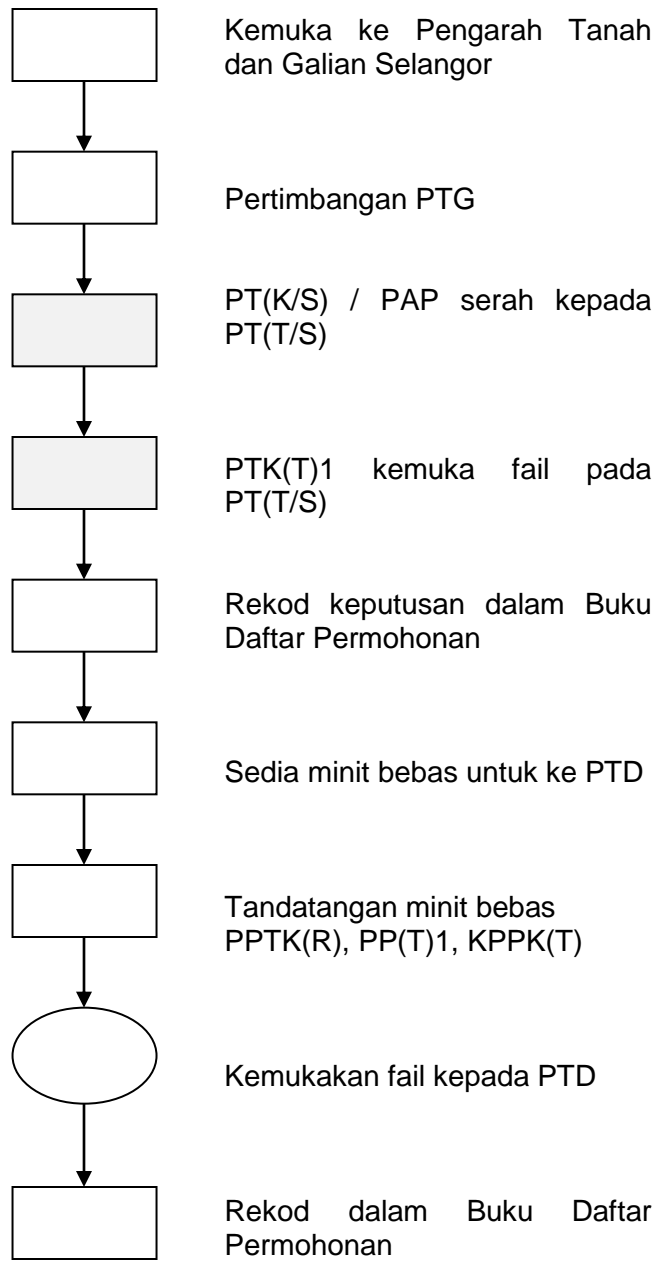 Kemuka ke Pengarah Tanah
dan Galian Selangor
Pertimbangan PTG
PT(K/S) / PAP serah kepada
PT(T/S)
PTK(T)1 kemuka fail pada
PT(T/S)
Rekod keputusan dalam Buku
Daftar Permohonan
Sedia minit bebas untuk ke PTD
Tandatangan minit bebas
PPTK(R), PP(T)1, KPPK(T)
Kemukakan fail kepada PTD
Rekod dalam Buku Daftar
Permohonan